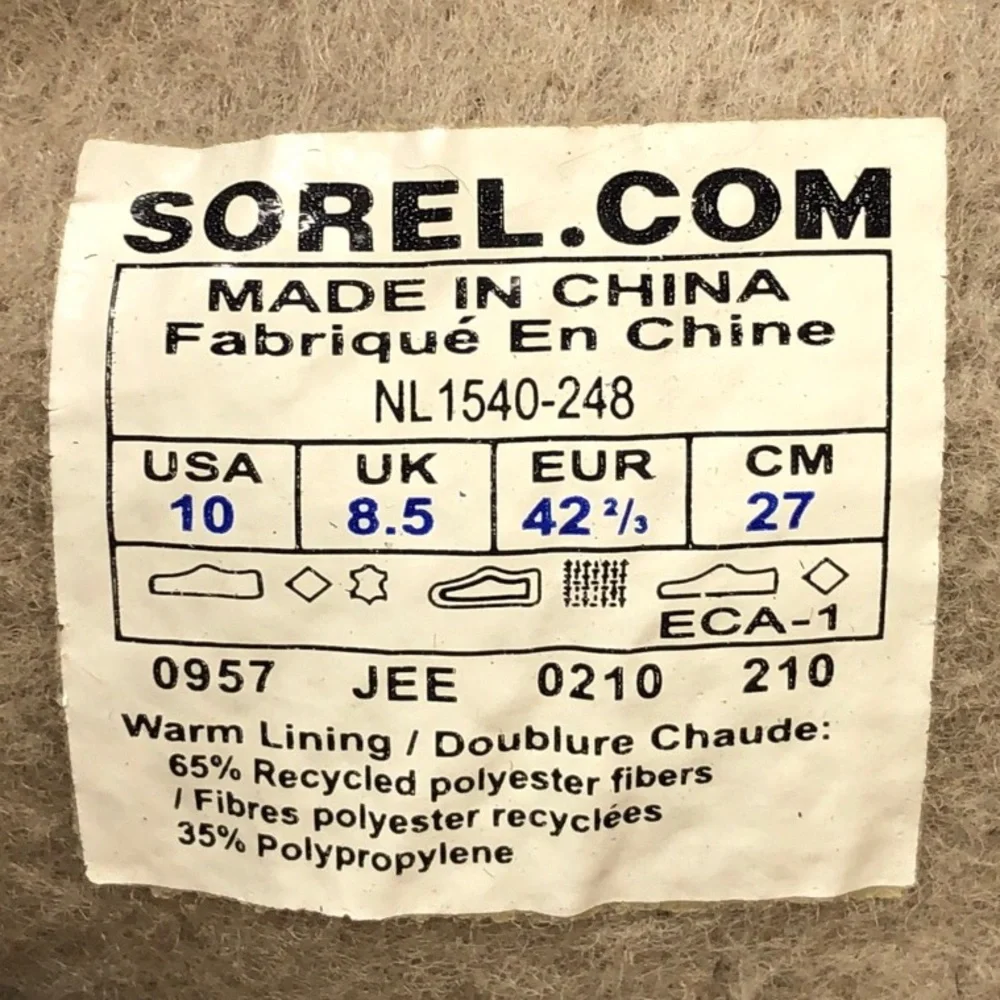 SOREL.COM
MADE IN CHINA
Fabriqué En Chine
NL1540-248
USA UK EUR CM
10 8.5 42 ²/₃ 27
ECA-1
0957 JEE 0210 210
Warm Lining / Doublure Chaude:
65% Recycled polyester fibers
/ Fibres polyester recyclées
35% Polypropylene